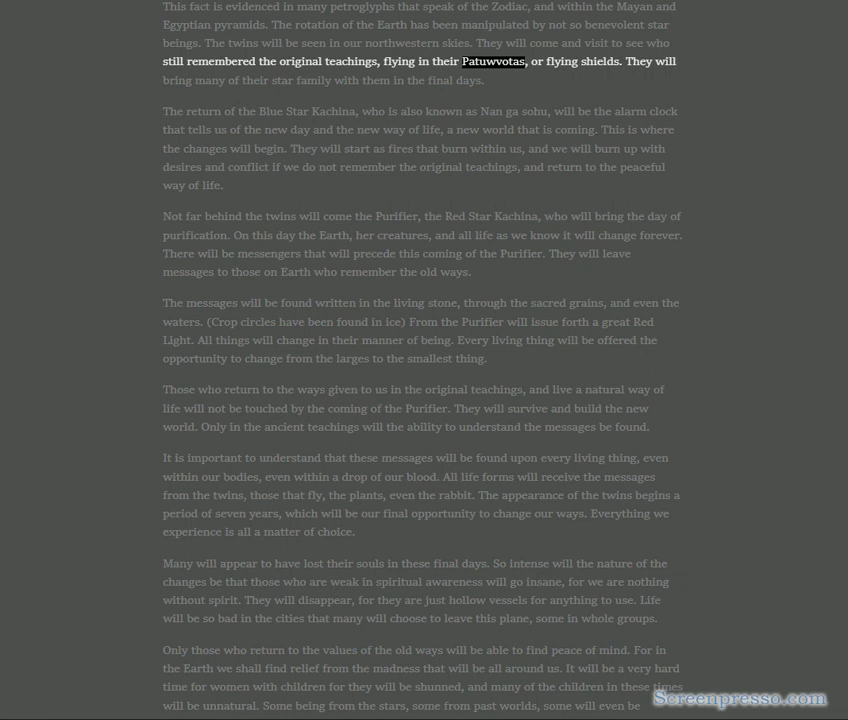 This fact is evidenced in many petroglyphs that speak of the Zodiac, and within the Mayan and
Egyptian pyramids. The rotation of the Earth has been manipulated by not so benevolent star
beings. The twins will be seen in our northwestern skies. They will come and visit to see who
still remembered the original teachings, flying in their Patuwvotas, or flying shields. They will
bring many of their star family with them in the final days.
The return of the Blue Star Kachina, who is also known as Nan ga sohu, will be the alarm clock
that tells us of the new day and the new way of life, a new world that is coming. This is where
the changes will begin. They will start as fires that burn within us, and we will burn up with
desires and conflict if we do not remember the original teachings, and return to the peaceful
way of life.
Not far behind the twins will come the Purifier, the Red Star Kachina, who will bring the day of
purification. On this day the Earth, her creatures, and all life as we know it will change forever.
There will be messengers that will precede this coming of the Purifier. They will leave
messages to those on Earth who remember the old ways.
The messages will be found written in the living stone, through the sacred grains, and even the
waters. (Crop circles have been found in ice) From the Purifier will issue forth a great Red
Light. All things will change in their manner of being. Every living thing will be offered the
opportunity to change from the larges to the smallest thing.
Those who return to the ways given to us in the original teachings, and live a natural way of
life will not be touched by the coming of the Purifier. They will survive and build the new
world. Only in the ancient teachings will the ability to understand the messages be found.
It is important to understand that these messages will be found upon every living thing, even
within our bodies, even within a drop of our blood. All life forms will receive the messages
from the twins, those that fly, the plants, even the rabbit. The appearance of the twins begins a
period of seven years, which will be our final opportunity to change our ways. Everything we
experience is all a matter of choice.
Many will appear to have lost their souls in these final days. So intense will the nature of the
changes be that those who are weak in spiritual awareness will go insane, for we are nothing
without spirit. They will disappear, for they are just hollow vessels for anything to use. Life
will be so bad in the cities that many will choose to leave this plane, some in whole groups.
Only those who return to the values of the old ways will be able to find peace of mind. For in
the Earth we shall find relief from the madness that will be all around us. It will be a very hard
time for women with children for they will be shunned, and many of the children in these times
will be unnatural. Some being from the stars, some from past worlds, some will even be
Screenpresso.com